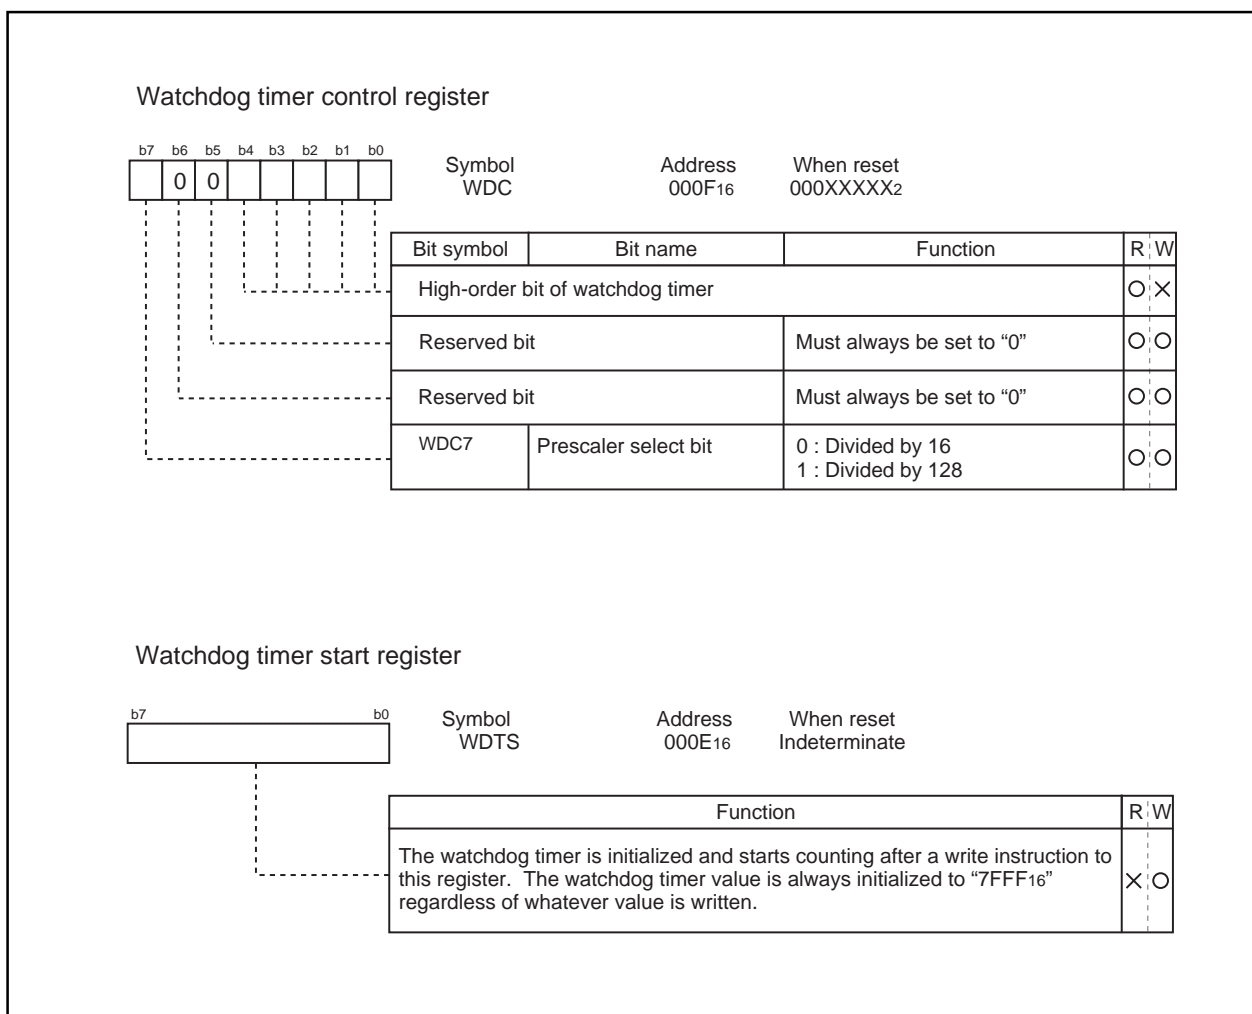 Watchdog timer control register
b7 b6 b5 b4 b3 b2 b1 b0
0 0
Symbol Address When reset
WDC 000F16 000XXXXX2
Bit symbol Bit name Function R W
High-order bit of watchdog timer O X
Reserved bit Must always be set to “0” O O
Reserved bit Must always be set to “0” O O
WDC7 Prescaler select bit 0 : Divided by 16 O O
1 : Divided by 128
Watchdog timer start register
b7 b0
Symbol Address When reset
WDTS 000E16 Indeterminate
Function R W
The watchdog timer is initialized and starts counting after a write instruction to
this register. The watchdog timer value is always initialized to “7FFF16” X O
regardless of whatever value is written.